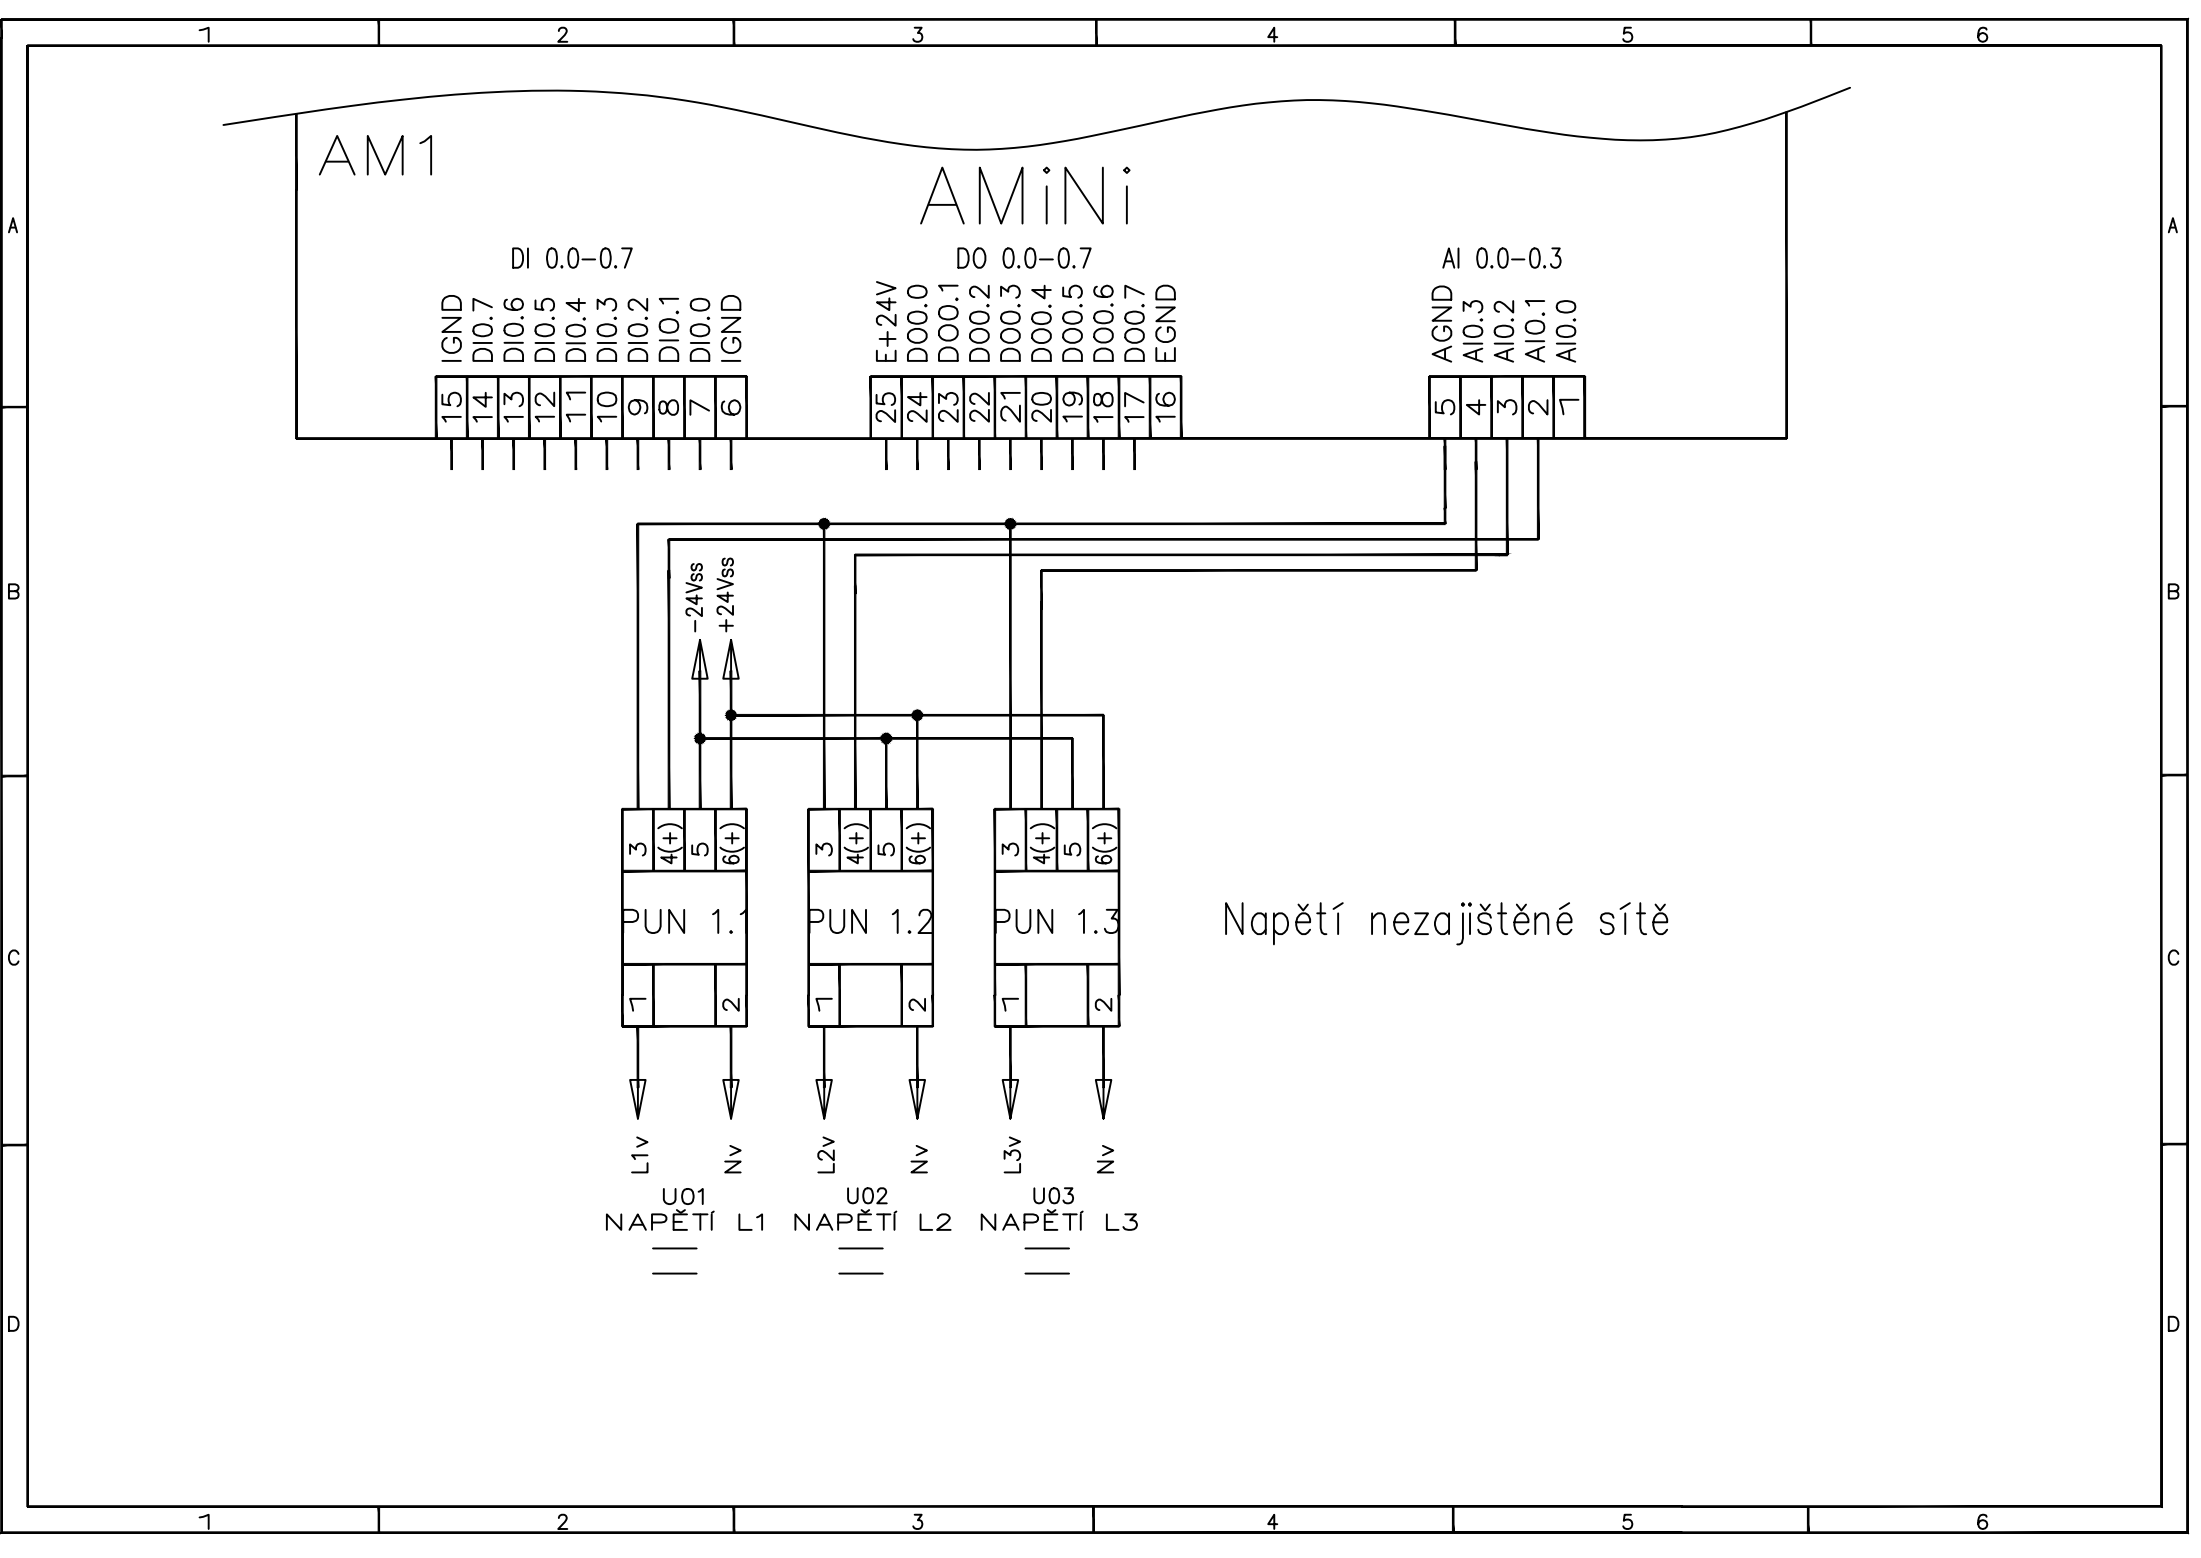 1 2 3 4 5 6
AM1
AMiNi
A A
DI 0.0-0.7 DO 0.0-0.7 AI 0.0-0.3
IGND DI0.7 DI0.6 DI0.5 DI0.4 DI0.3 DI0.2 DI0.1 DI0.0 IGND E+24V DO0.0 DO0.1 DO0.2 DO0.3 DO0.4 DO0.5 DO0.6 DO0.7 EGND AGND AI0.3 AI0.2 AI0.1 AI0.0
15 14 13 12 11 10 9 8 7 6 25 24 23 22 21 20 19 18 17 16 5 4 3 2 1
B -24Vss +24Vss B
3 4(+) 5 6(+) 3 4(+) 5 6(+) 3 4(+) 5 6(+)
PUN 1.1 PUN 1.2 PUN 1.3 Napětí nezajištěné sítě
C C
1 2 1 2 1 2
L1v Nv L2v Nv L3v Nv
U01 U02 U03
NAPĚTÍ L1 NAPĚTÍ L2 NAPĚTÍ L3
D D
1 2 3 4 5 6